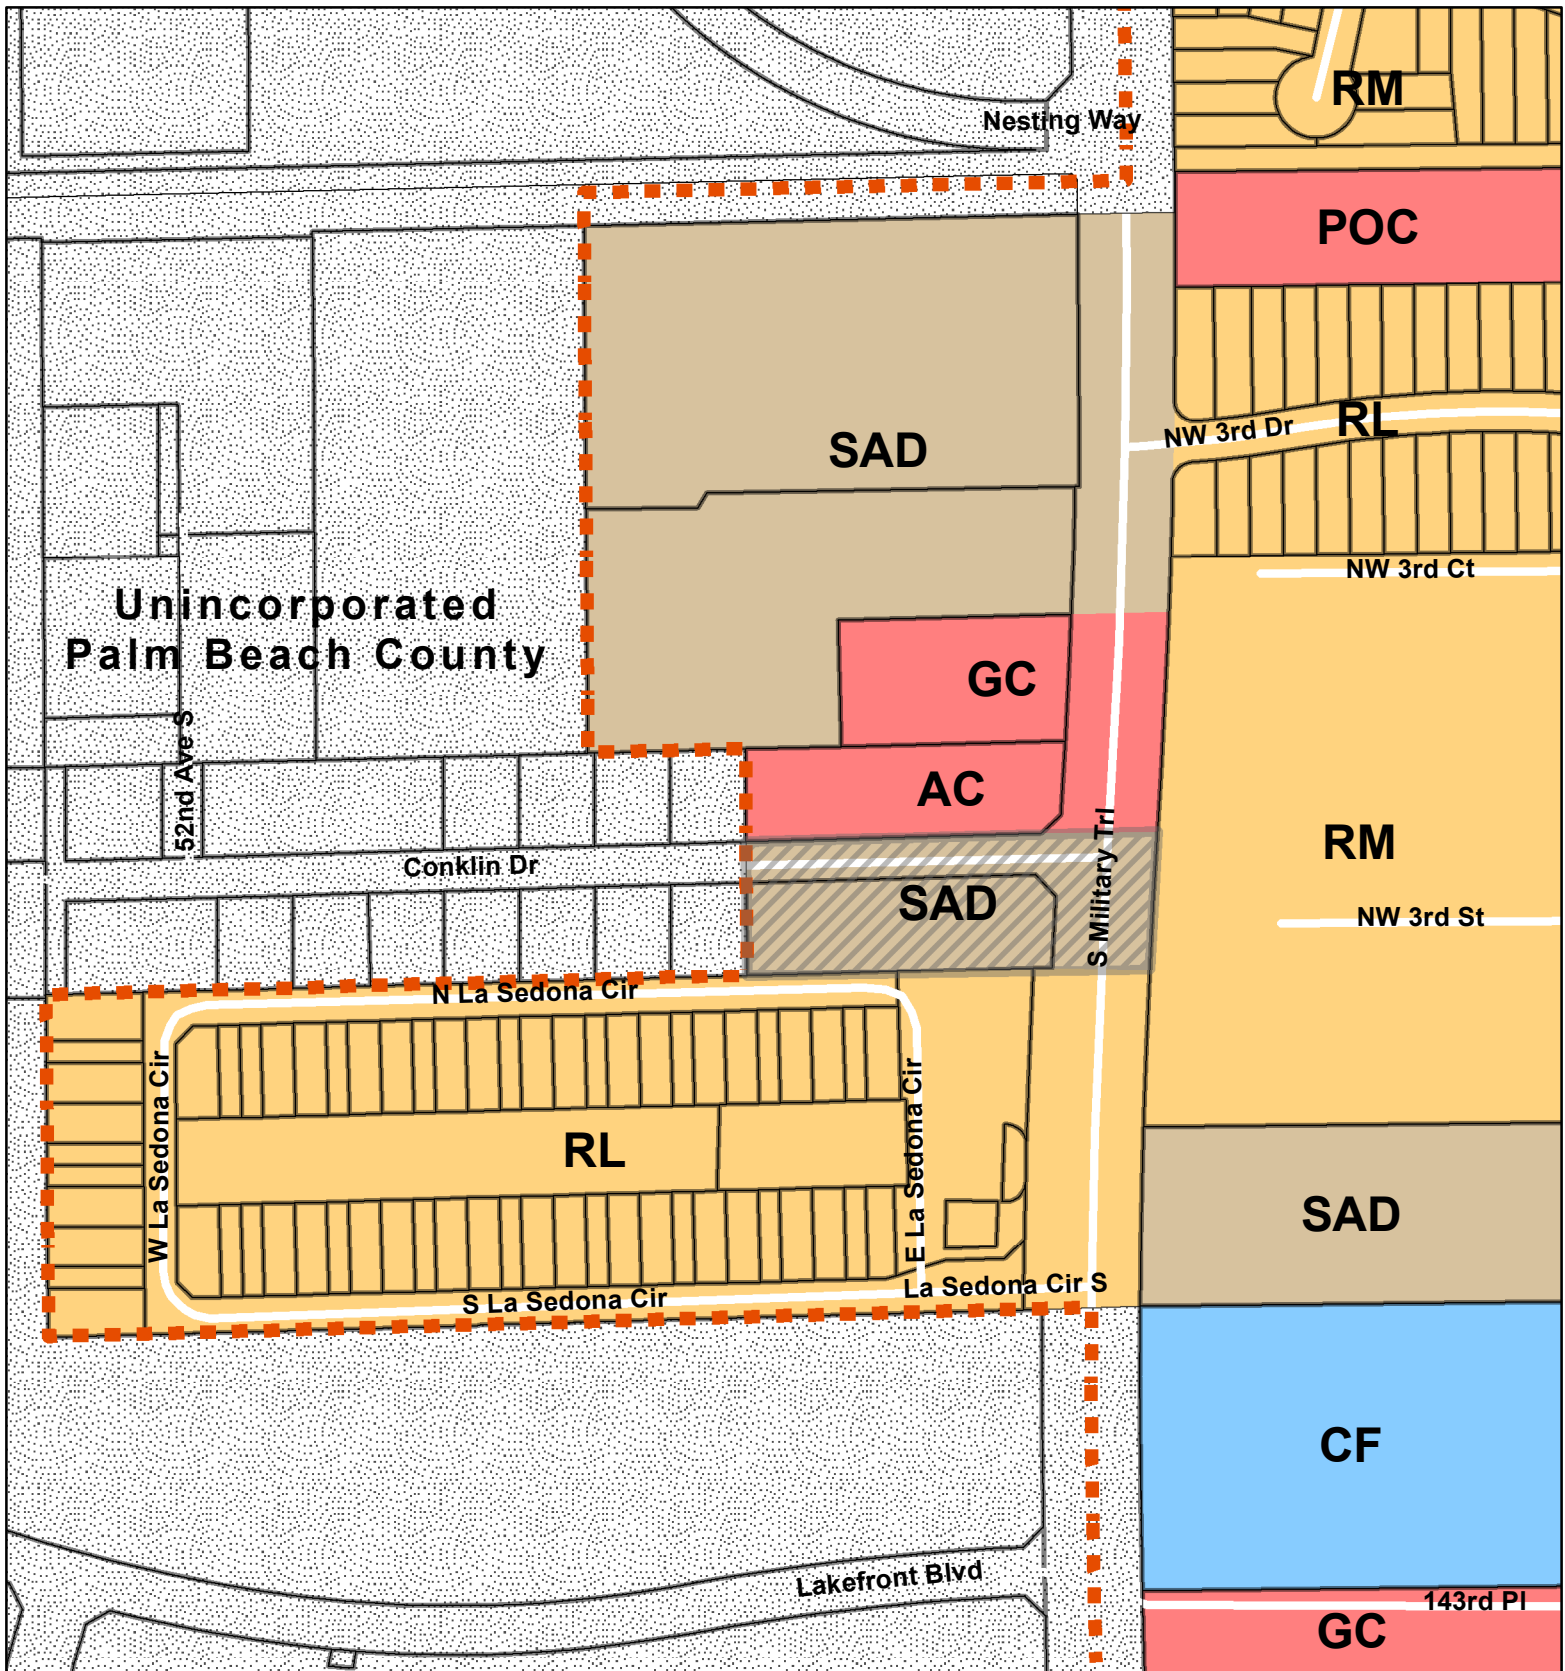 RM
Nesting Way
POC
RL
NW 3rd Dr
SAD
NW 3rd Ct
Unincorporated
Palm Beach County
GC
52nd Ave S
AC
S Military Trl
RM
Conklin Dr
SAD
NW 3rd St
N La Sedona Cir
W La Sedona Cir
E La Sedona Cir
RL
SAD
La Sedona Cir S
S La Sedona Cir
CF
Lakefront Blvd
143rd Pl
GC